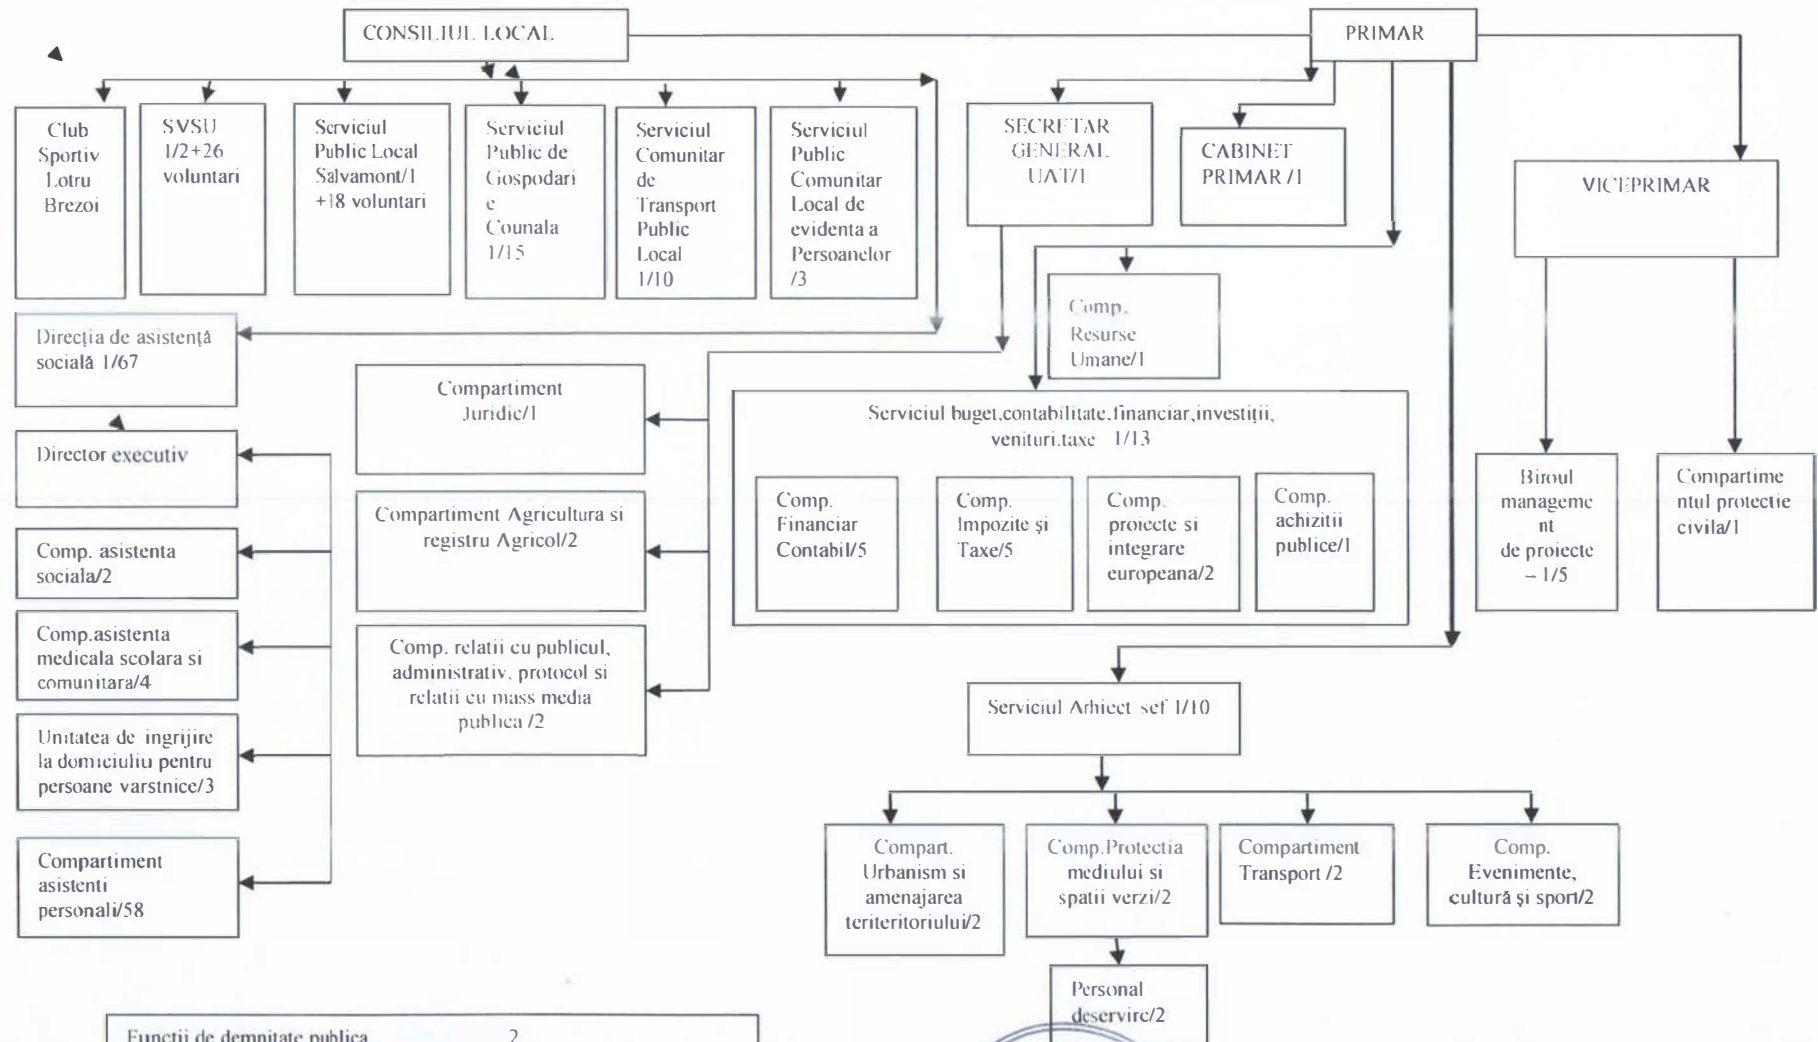 CONSILIUL LOCAL
PRIMAR
Club
Sportiv
Lotru
Brezoi
SVSU
1/2+26
voluntari
Serviciul
Public Local
Salvamont/1
+18 voluntari
Serviciul
Public de
Gospodari
e
Counala
1/15
Serviciul
Comunitar
de
Transport
Public
Local
1/10
Serviciul
Public
Comunitar
Local de
evidenta a
Persoanelor
/3
SECRETAR
GENERAL
UAT/1
CABINET
PRIMAR /1
VICEPRIMAR
Direcția de asistență
socială 1/67
Comp.
Resurse
Umane/1
Compartiment
Juridic/1
Serviciul buget,contabilitate,financiar,investiții,
venituri,taxe 1/13
Director executiv
Comp.
Financiar
Contabil/5
Comp.
Impozite și
Taxe/5
Comp.
proiecte si
integrare
europeana/2
Comp.
achizitii
publice/1
Biroul
manageme
nt
de proiecte
– 1/5
Compartime
ntul protectie
civila/1
Compartiment Agricultura si
registru Agricol/2
Comp. asistenta
sociala/2
Comp.asistenta
medicala scolara si
comunitara/4
Comp. relatii cu publicul,
administrativ, protocol si
relatii cu mass media
publica /2
Serviciul Arhiect sef 1/10
Unitatea de ingrijire
la domiciuliu pentru
persoane varstnice/3
Compartiment
asistenti
personali/58
Compart.
Urbanism si
amenajarea
teriteritoriului/2
Comp.Protectia
mediului si
spatii verzi/2
Compartiment
Transport /2
Comp.
Evenimente,
cultură și sport/2
Personal
deservire/2
Functii de demnitate publica 2